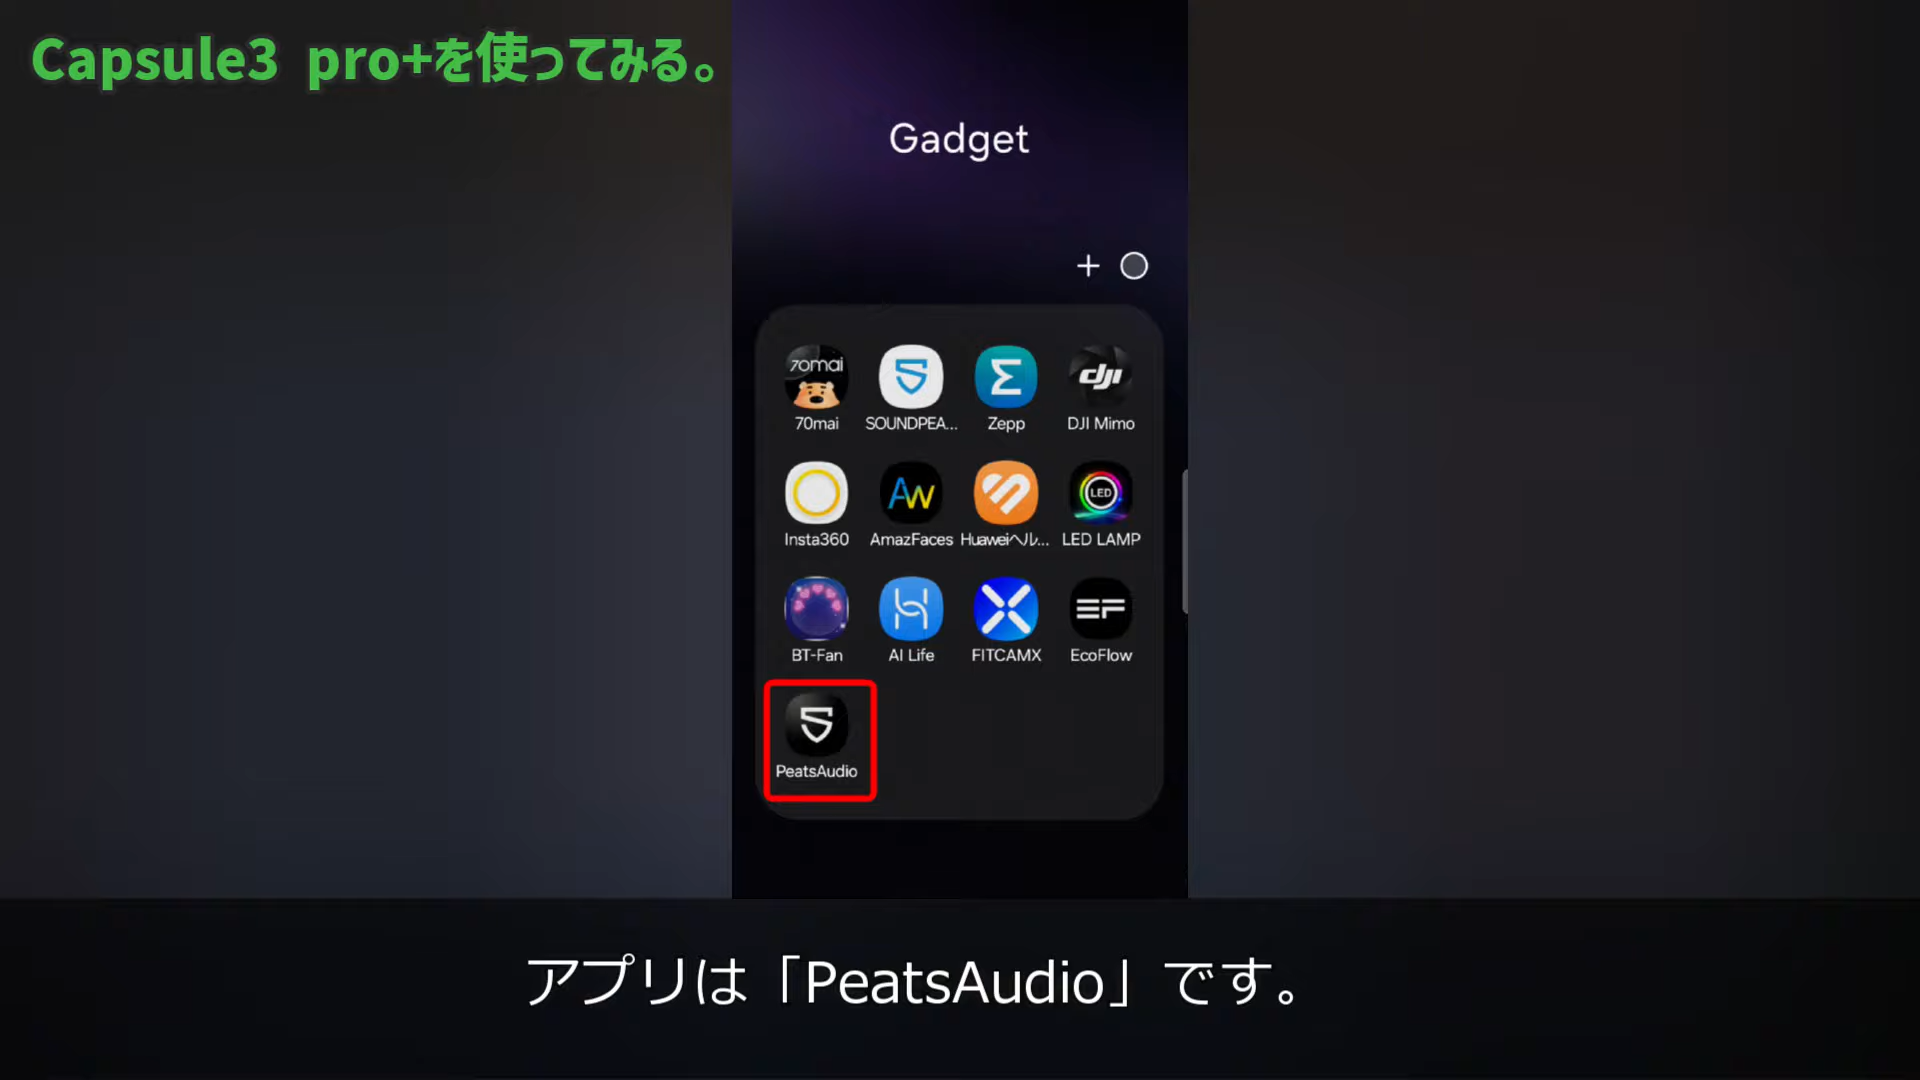 Capsule3 pro+を使ってみる。
Gadget
70mai
dji
70mai SOUNDPEA... Zepp DJI Mimo
AW
LED
Insta360 AmazFaces Huaweiヘル... LED LAMP
EF
BT-Fan AI Life FITCAMX EcoFlow
PeatsAudio
アプリは「PeatsAudio」です。